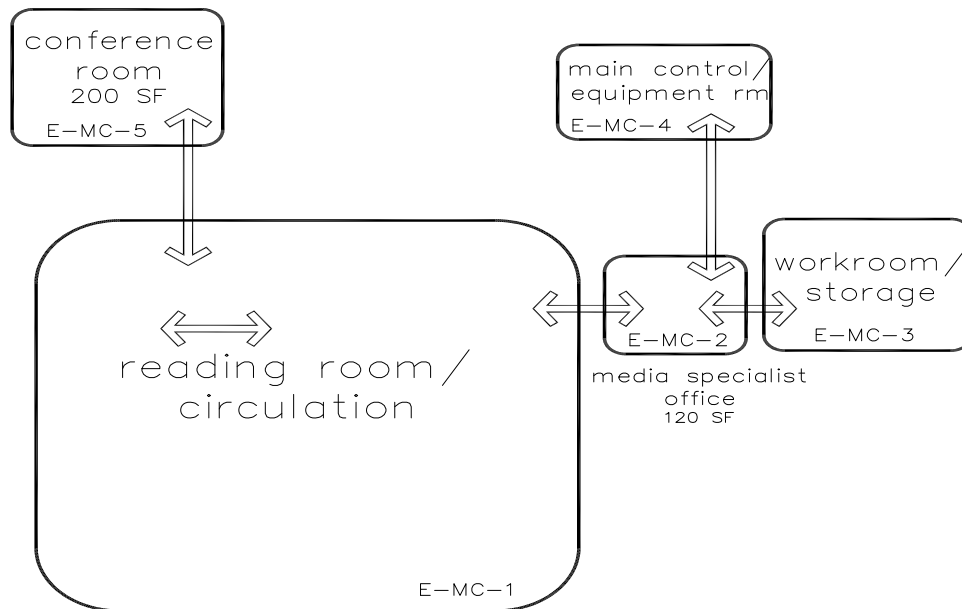 conference
room
200 SF
E-MC-5
main control/
equipment rm
E-MC-4
workroom/
storage
E-MC-3
E-MC-2
media specialist
office
120 SF
reading room/
circulation
E-MC-1